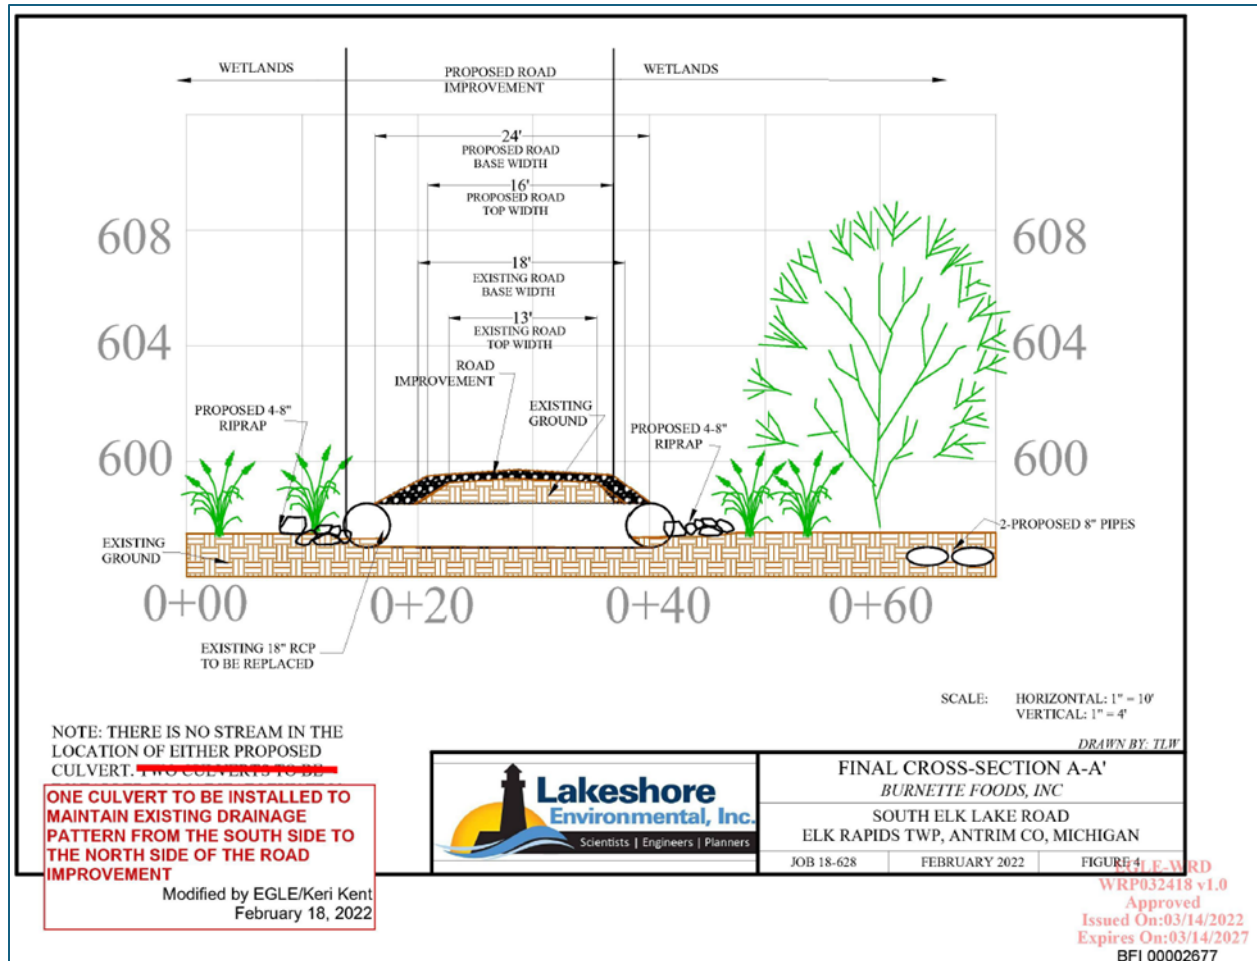 WETLANDS
PROPOSED ROAD
IMPROVEMENT
WETLANDS
24'
PROPOSED ROAD
BASE WIDTH
16'
PROPOSED ROAD
TOP WIDTH
608
608
18'
EXISTING ROAD
BASE WIDTH
13'
EXISTING ROAD
TOP WIDTH
604
604
ROAD
IMPROVEMENT
EXISTING
GROUND
PROPOSED 4-8"
RIPRAP
PROPOSED 4-8"
RIPRAP
600
600
2-PROPOSED 8" PIPES
EXISTING
GROUND
0+00
0+20
0+40
0+60
EXISTING 18" RCP
TO BE REPLACED
SCALE: HORIZONTAL: 1" = 10'
VERTICAL: 1" = 4'
DRAWN BY: TLW
NOTE: THERE IS NO STREAM IN THE
LOCATION OF EITHER PROPOSED
CULVERT. TWO CULVERTS TO BE
ONE CULVERT TO BE INSTALLED TO
MAINTAIN EXISTING DRAINAGE
PATTERN FROM THE SOUTH SIDE TO
THE NORTH SIDE OF THE ROAD
IMPROVEMENT
Modified by EGLE/Keri Kent
February 18, 2022
Lakeshore
Environmental, Inc.
Scientists | Engineers | Planners
FINAL CROSS-SECTION A-A'
BURNETTE FOODS, INC
SOUTH ELK LAKE ROAD
ELK RAPIDS TWP, ANTRIM CO, MICHIGAN
JOB 18-628
FEBRUARY 2022
FIGURE 4
EGLE-WRD
WRP032418 v1.0
Approved
Issued On:03/14/2022
Expires On:03/14/2027
BFI 00002677